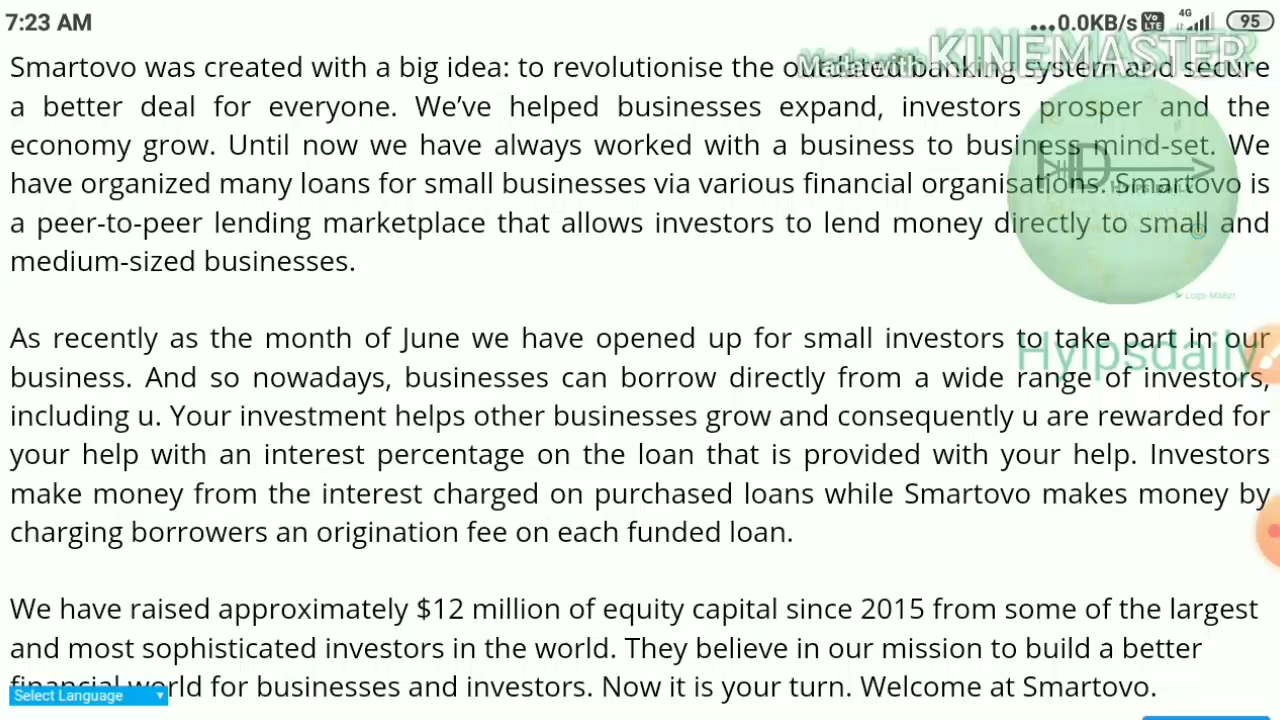 7:23 AM ...0.0KB/s VO LTE 4G 95
Made with KINEMASTER
Smartovo was created with a big idea: to revolutionise the outdated banking system and secure
a better deal for everyone. We’ve helped businesses expand, investors prosper and the
economy grow. Until now we have always worked with a business to business mind-set. We
have organized many loans for small businesses via various financial organisations. Smartovo is
a peer-to-peer lending marketplace that allows investors to lend money directly to small and
medium-sized businesses.
HD
HYIPS DAILY
Logo Maker
Hyipsdaily
As recently as the month of June we have opened up for small investors to take part in our
business. And so nowadays, businesses can borrow directly from a wide range of investors,
including u. Your investment helps other businesses grow and consequently u are rewarded for
your help with an interest percentage on the loan that is provided with your help. Investors
make money from the interest charged on purchased loans while Smartovo makes money by
charging borrowers an origination fee on each funded loan.
We have raised approximately $12 million of equity capital since 2015 from some of the largest
and most sophisticated investors in the world. They believe in our mission to build a better
financial world for businesses and investors. Now it is your turn. Welcome at Smartovo.
Select Language